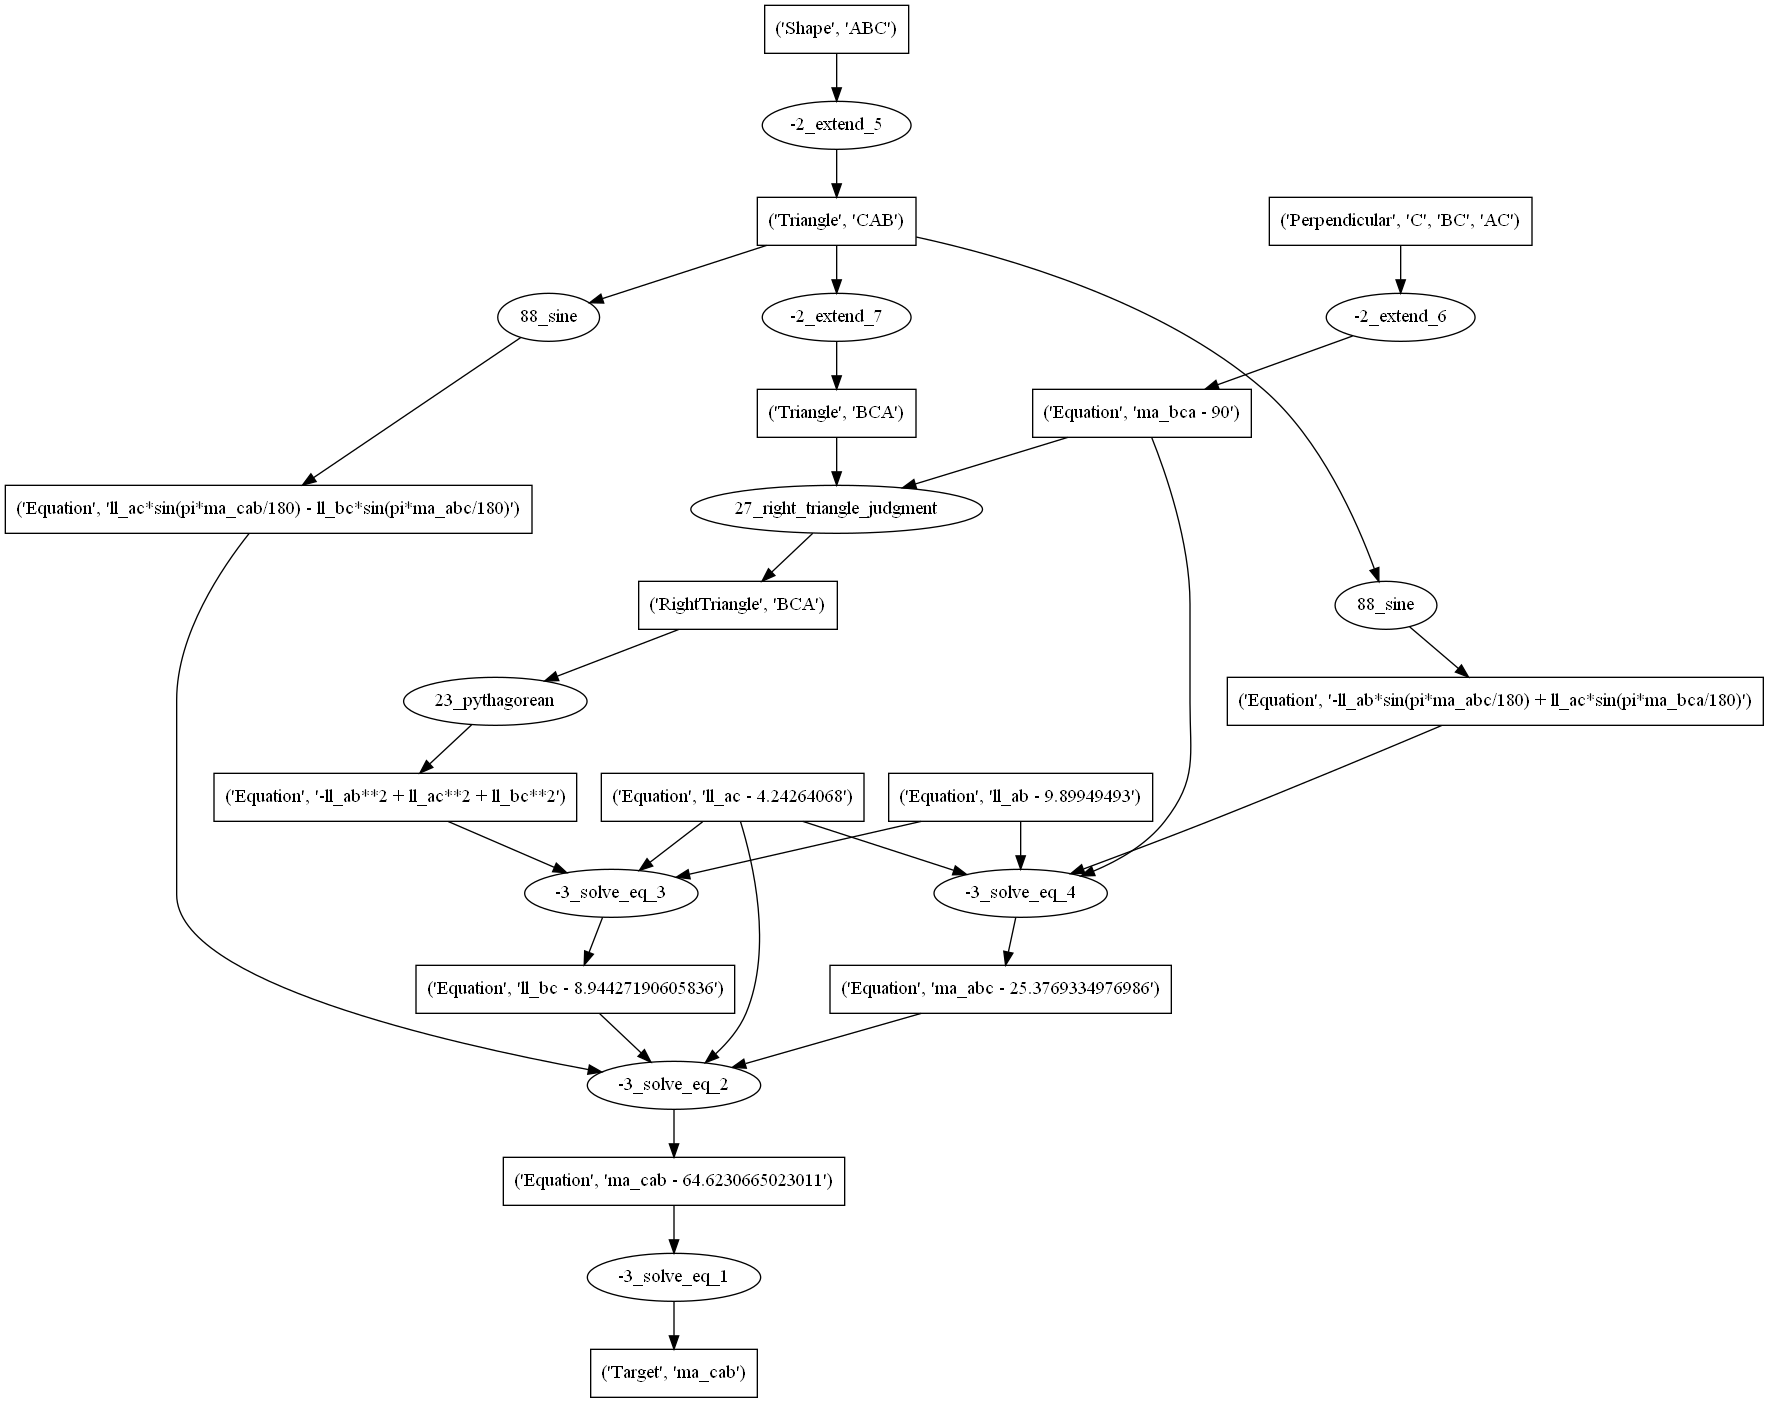 ('Shape', 'ABC')
-2_extend_5
('Triangle', 'CAB')
('Perpendicular', 'C', 'BC', 'AC')
88_sine
-2_extend_7
-2_extend_6
('Triangle', 'BCA')
('Equation', 'ma_bca - 90')
('Equation', 'll_ac*sin(pi*ma_cab/180) - ll_bc*sin(pi*ma_abc/180)')
27_right_triangle_judgment
('RightTriangle', 'BCA')
88_sine
23_pythagorean
('Equation', '-ll_ab*sin(pi*ma_abc/180) + ll_ac*sin(pi*ma_bca/180)')
('Equation', '-ll_ab**2 + ll_ac**2 + ll_bc**2')
('Equation', 'll_ac - 4.24264068')
('Equation', 'll_ab - 9.89949493')
-3_solve_eq_3
-3_solve_eq_4
('Equation', 'll_bc - 8.94427190605836')
('Equation', 'ma_abc - 25.3769334976986')
-3_solve_eq_2
('Equation', 'ma_cab - 64.6230665023011')
-3_solve_eq_1
('Target', 'ma_cab')